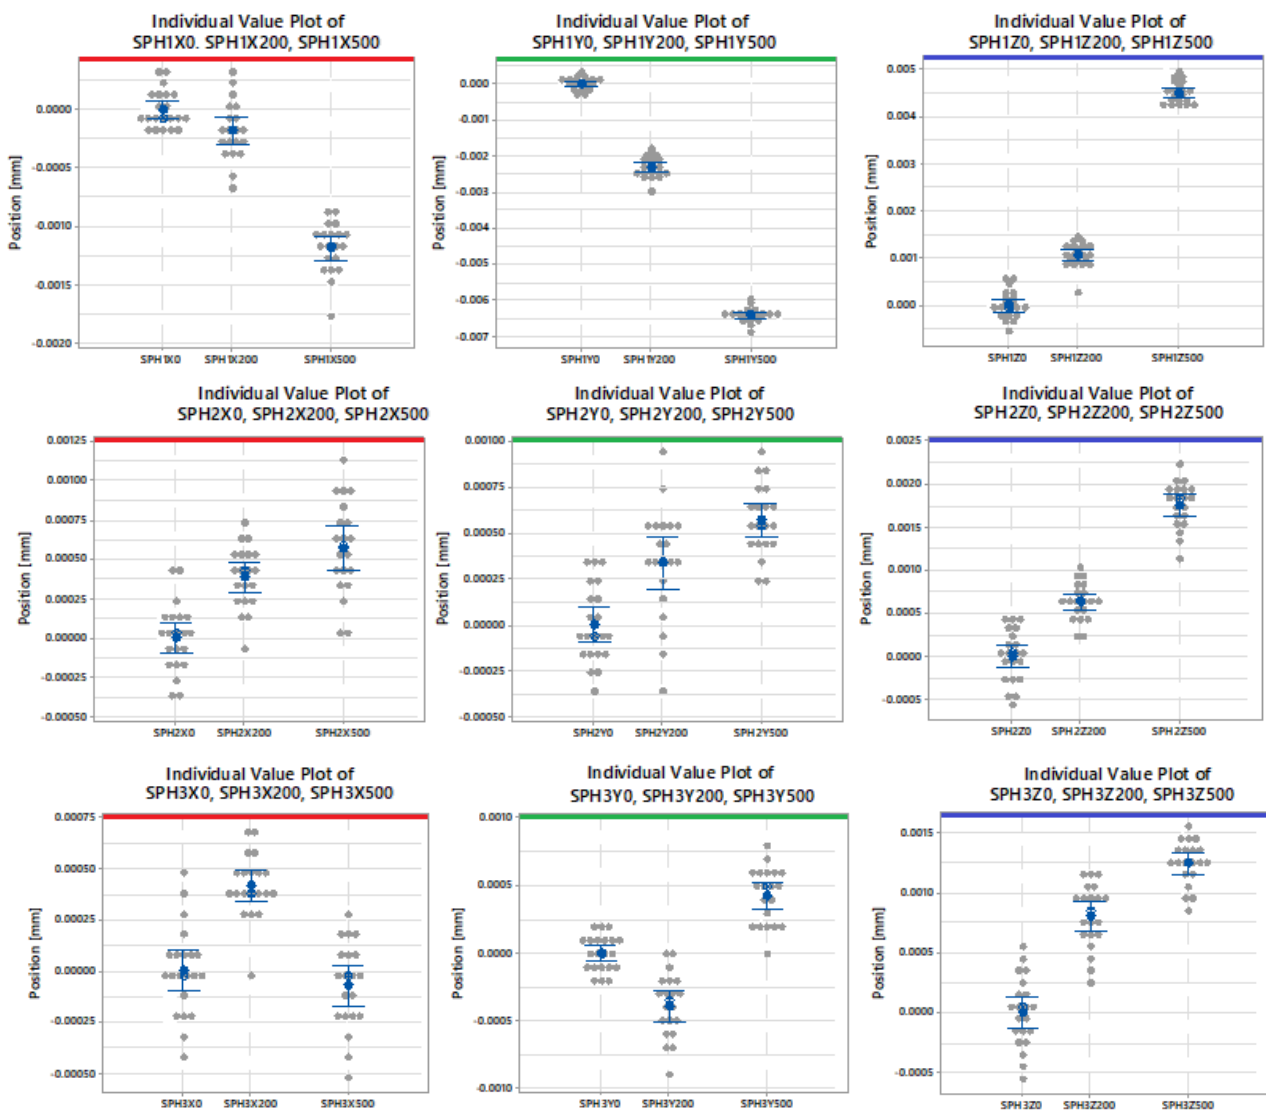 Individual Value Plot of
SPH1X0. SPH1X200, SPH1X500
Position [mm]
0.0000
-0.0005
-0.0010
-0.0015
-0.0020
SPH1X0
SPH1X200
SPH1X500
Individual Value Plot of
SPH1Y0, SPH1Y200, SPH1Y500
Position [mm]
0.000
-0.001
-0.002
-0.003
-0.004
-0.005
-0.006
-0.007
SPH1Y0
SPH1Y200
SPH1Y500
Individual Value Plot of
SPH1Z0, SPH1Z200, SPH1Z500
Position [mm]
0.005
0.004
0.003
0.002
0.001
0.000
SPH1Z0
SPH1Z200
SPH1Z500
Individual Value Plot of
SPH2X0, SPH2X200, SPH2X500
Position [mm]
0.00125
0.00100
0.00075
0.00050
0.00025
0.00000
-0.00025
-0.00050
SPH2X0
SPH2X200
SPH2X500
Individual Value Plot of
SPH2Y0, SPH2Y200, SPH2Y500
Position [mm]
0.00100
0.00075
0.00050
0.00025
0.00000
-0.00025
-0.00050
SPH2Y0
SPH2Y200
SPH2Y500
Individual Value Plot of
SPH2Z0, SPH2Z200, SPH2Z500
Position [mm]
0.0025
0.0020
0.0015
0.0010
0.0005
0.0000
-0.0005
SPH2Z0
SPH2Z200
SPH2Z500
Individual Value Plot of
SPH3X0, SPH3X200, SPH3X500
Position [mm]
0.00075
0.00050
0.00025
0.00000
-0.00025
-0.00050
SPH3X0
SPH3X200
SPH3X500
Individual Value Plot of
SPH3Y0, SPH3Y200, SPH3Y500
Position [mm]
0.0010
0.0005
0.0000
-0.0005
-0.0010
SPH3Y0
SPH3Y200
SPH3Y500
Individual Value Plot of
SPH3Z0, SPH3Z200, SPH3Z500
Position [mm]
0.0015
0.0010
0.0005
0.0000
-0.0005
SPH3Z0
SPH3Z200
SPH3Z500